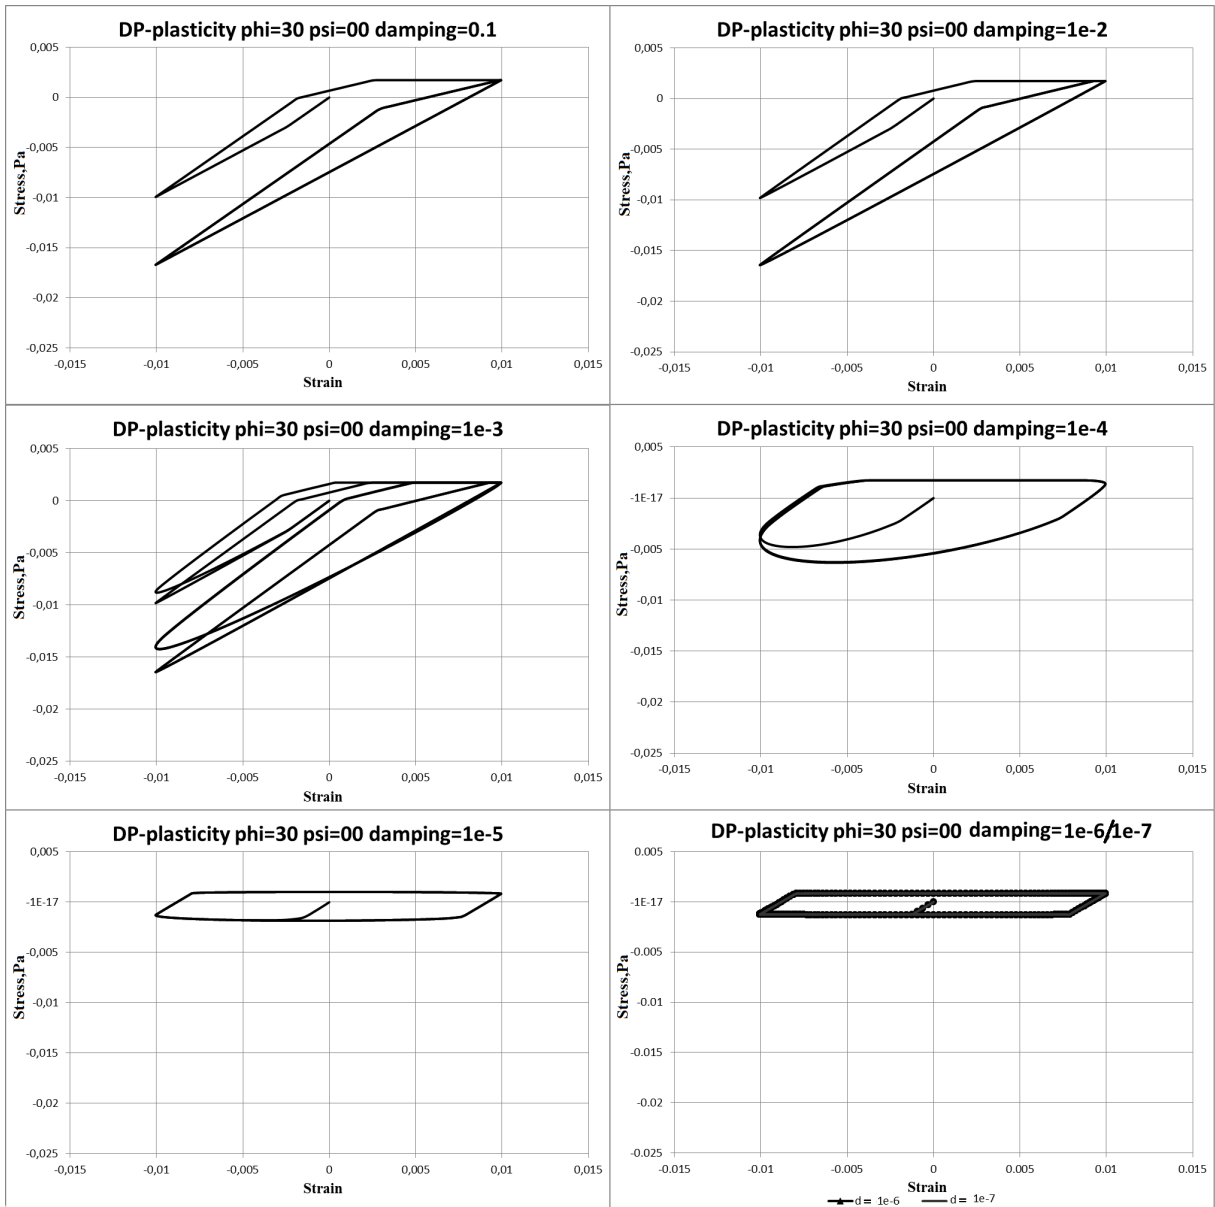 DP-plasticity phi=30 psi=00 damping=0.1
0,005
0
-0,005
-0,01
-0,015
-0,02
-0,025
-0,015 -0,01 -0,005 0 0,005 0,01 0,015
Stress,Pa
Strain
DP-plasticity phi=30 psi=00 damping=1e-2
0,005
0
-0,005
-0,01
-0,015
-0,02
-0,025
-0,015 -0,01 -0,005 0 0,005 0,01 0,015
Stress,Pa
Strain
DP-plasticity phi=30 psi=00 damping=1e-3
0,005
0
-0,005
-0,01
-0,015
-0,02
-0,025
-0,015 -0,01 -0,005 0 0,005 0,01 0,015
Stress,Pa
Strain
DP-plasticity phi=30 psi=00 damping=1e-4
0,005
-1E-17
-0,005
-0,01
-0,015
-0,02
-0,025
-0,015 -0,01 -0,005 0 0,005 0,01 0,015
Stress,Pa
Strain
DP-plasticity phi=30 psi=00 damping=1e-5
0,005
-1E-17
-0,005
-0,01
-0,015
-0,02
-0,025
-0,015 -0,01 -0,005 0 0,005 0,01 0,015
Stress,Pa
Strain
DP-plasticity phi=30 psi=00 damping=1e-6/1e-7
0.005
-1E-17
-0.005
-0.01
-0.015
-0.02
-0.025
-0.015 -0.01 -0.005 0 0.005 0.01 0.015
Stress,Pa
Strain
d = 1e-6 d = 1e-7